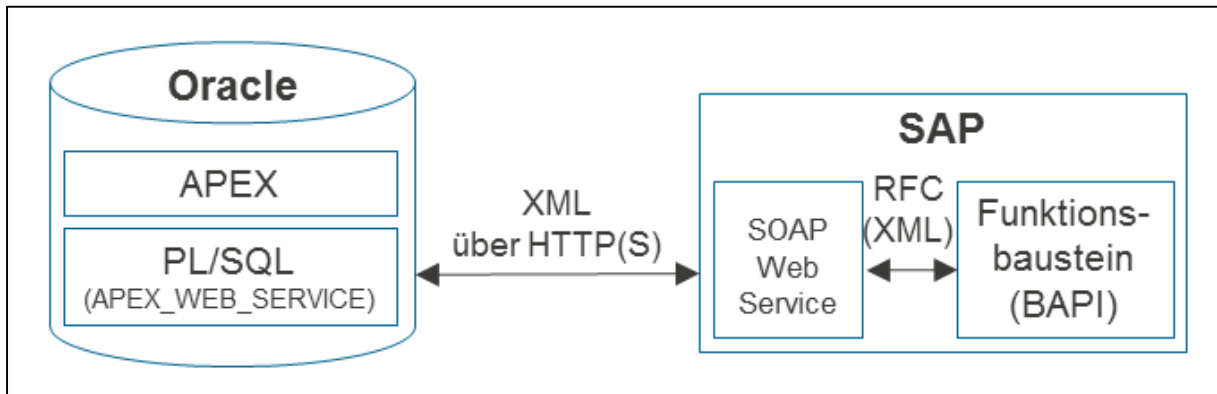 Oracle
APEX
PL/SQL
(APEX_WEB_SERVICE)
XML
über HTTP(S)
SAP
SOAP
Web
Service
RFC
(XML)
Funktions-
baustein
(BAPI)